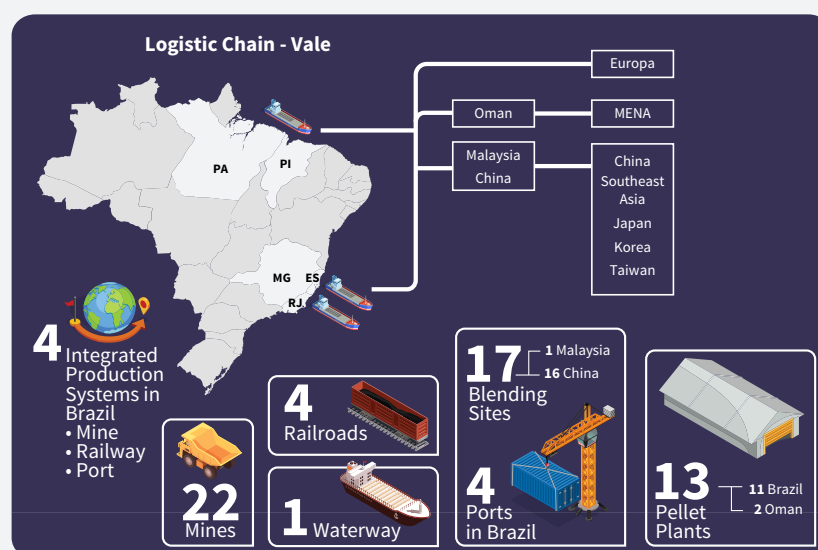 Logistic Chain - Vale
Europa
Oman
MENA
Malaysia
China
China
Southeast
Asia
Japan
Korea
Taiwan
PA
PI
MG
ES
RJ
4
Integrated
Production
Systems in
Brazil
• Mine
• Railway
• Port
22
Mines
4
Railroads
1 Waterway
17
1 Malaysia
16 China
Blending
Sites
4
Ports
in Brazil
13
11 Brazil
2 Oman
Pellet
Plants